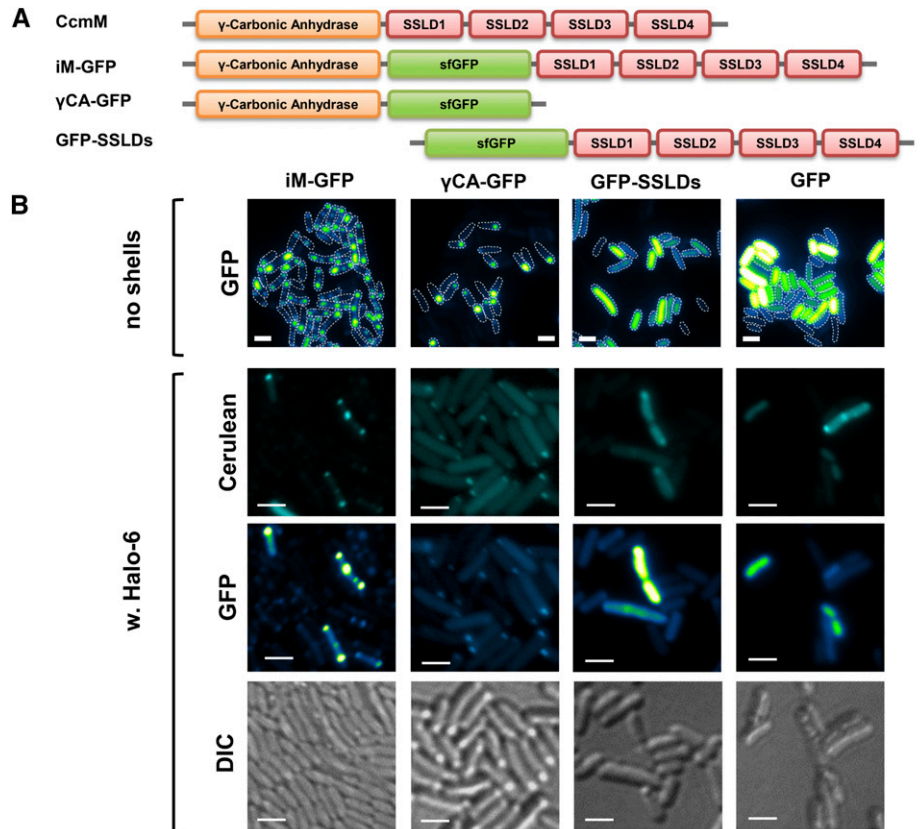 A
CcmM
γ-Carbonic Anhydrase SSLD1 SSLD2 SSLD3 SSLD4
iM-GFP
γ-Carbonic Anhydrase sfGFP SSLD1 SSLD2 SSLD3 SSLD4
γCA-GFP
γ-Carbonic Anhydrase sfGFP
GFP-SSLDs
sfGFP SSLD1 SSLD2 SSLD3 SSLD4
iM-GFP γCA-GFP GFP-SSLDs GFP
B
no shells
GFP
w. Halo-6
Cerulean
GFP
DIC